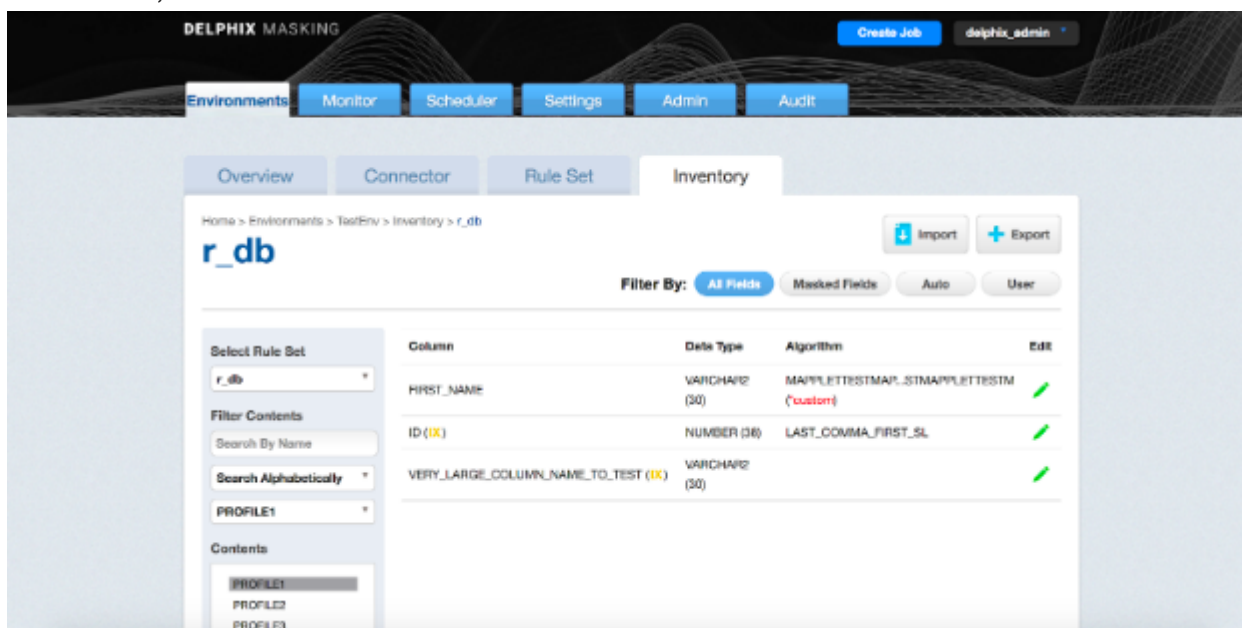 DELPHIX MASKING
Create Job
delphix_admin
Environments
Monitor
Scheduler
Settings
Admin
Audit
Overview
Connector
Rule Set
Inventory
Home > Environments > TestEnv > Inventory > r_db
r_db
Import
Export
Filter By: All Fields Masked Fields Auto User
Select Rule Set
r_db
Filter Contents
Search By Name
Search Alphabetically
PROFILE1
Contents
PROFILE1
PROFILE2
PROFILE3
Column Data Type Algorithm Edit
FIRST_NAME VARCHAR2 (30) MAPPLETTESTMAP...STMAPPLETTESTM (*custom)
ID (IX) NUMBER (38) LAST_COMMA_FIRST_SL
VERY_LARGE_COLUMN_NAME_TO_TEST (IX) VARCHAR2 (30)